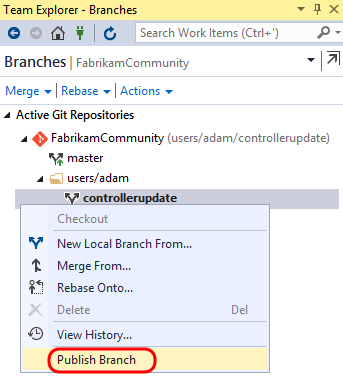 Team Explorer - Branches
Search Work Items (Ctrl+')
Branches | FabrikamCommunity
Merge Rebase Actions
Active Git Repositories
FabrikamCommunity (users/adam/controllerupdate)
master
users/adam
controllerupdate
Checkout
New Local Branch From...
Merge From...
Rebase Onto...
Delete Del
View History...
Publish Branch